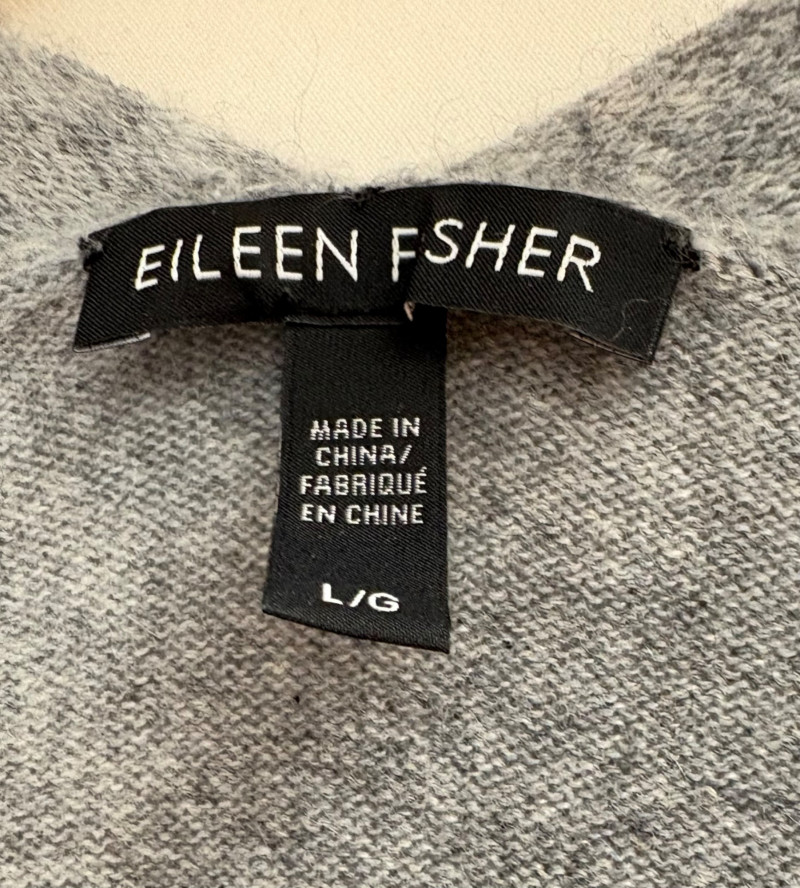 EILEEN FSHER
MADE IN
CHINA/
FABRIQUÉ
EN CHINE
L/G